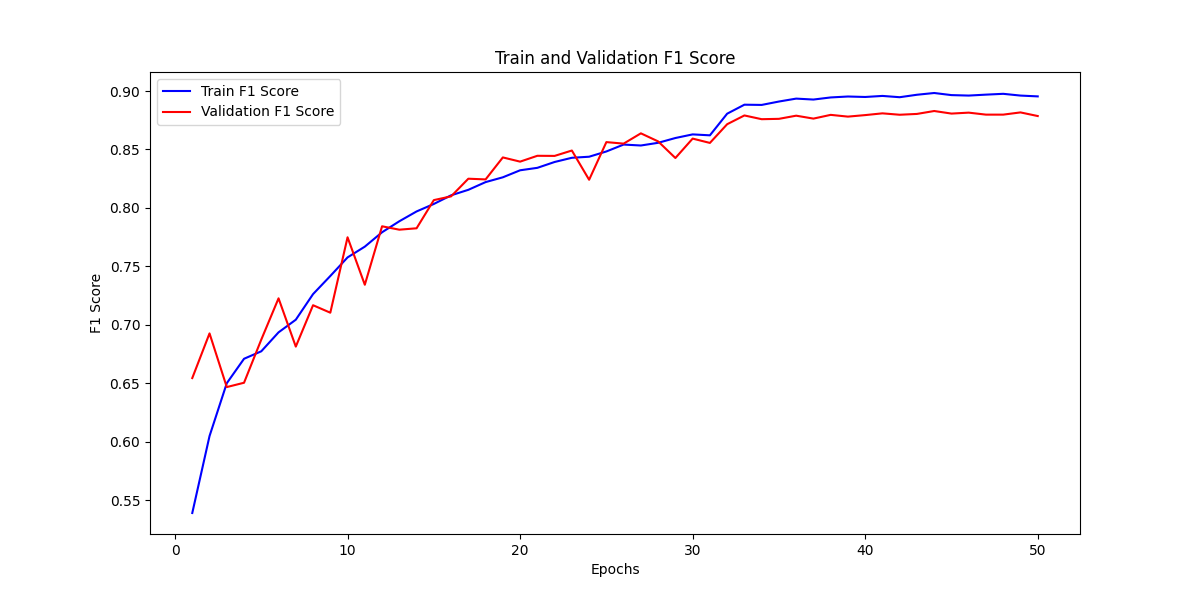 Train and Validation F1 Score
Train F1 Score
Validation F1 Score
F1 Score
0.90
0.85
0.80
0.75
0.70
0.65
0.60
0.55
0 10 20 30 40 50
Epochs